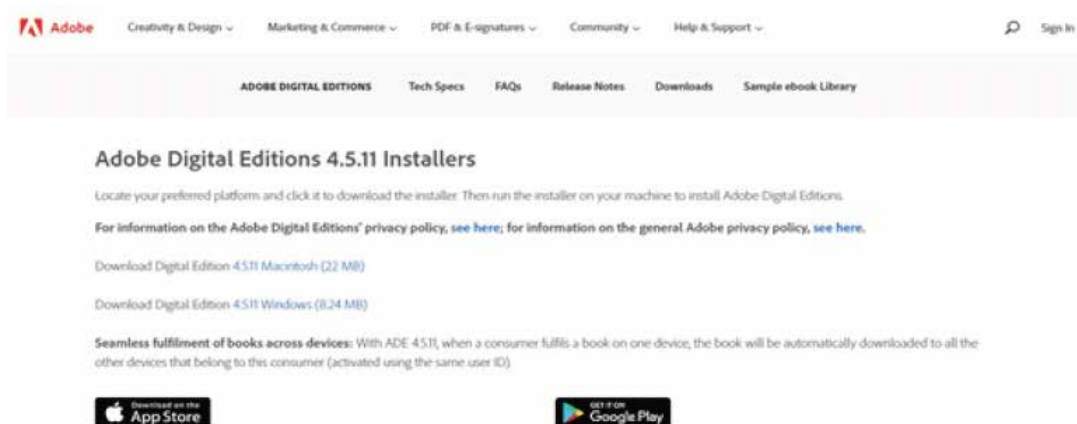 Adobe Creativity & Design Marketing & Commerce PDF & E-signatures Community Help & Support Sign In
ADOBE DIGITAL EDITIONS Tech Specs FAQs Release Notes Downloads Sample ebook Library
Adobe Digital Editions 4.5.11 Installers
Locate your preferred platform and click it to download the installer. Then run the installer on your machine to install Adobe Digital Editions.
For information on the Adobe Digital Editions' privacy policy, see here; for information on the general Adobe privacy policy, see here.
Download Digital Edition 4.5.11 Macintosh (22 MB)
Download Digital Edition 4.5.11 Windows (8.24 MB)
Seamless fulfilment of books across devices: With ADE 4.5.11, when a consumer fulfils a book on one device, the book will be automatically downloaded to all the
other devices that belong to this consumer (activated using the same user ID)
Download on the GET IT ON
App Store Google Play